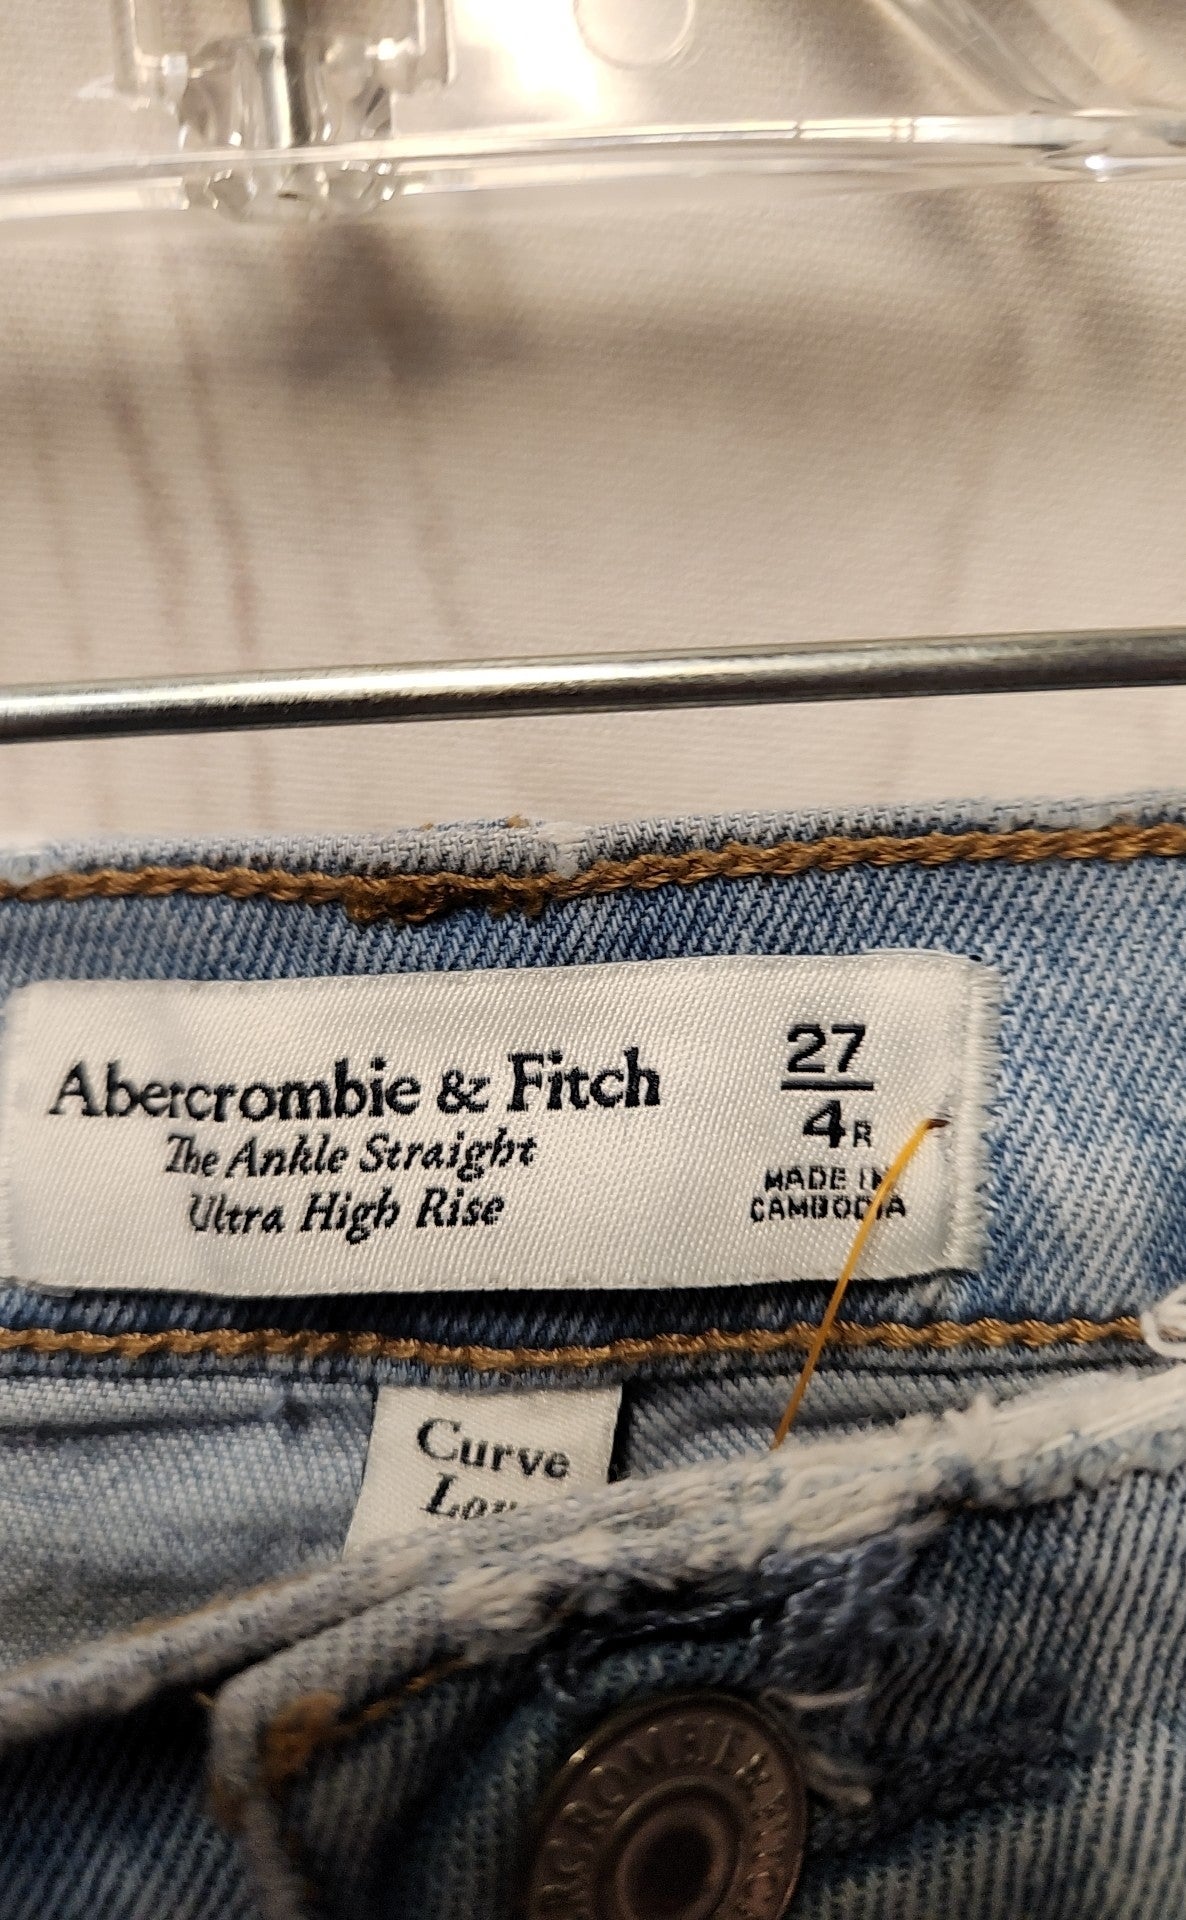 Abercrombie & Fitch
The Ankle Straight
Ultra High Rise
27
4R
MADE IN
CAMBODIA
Curve